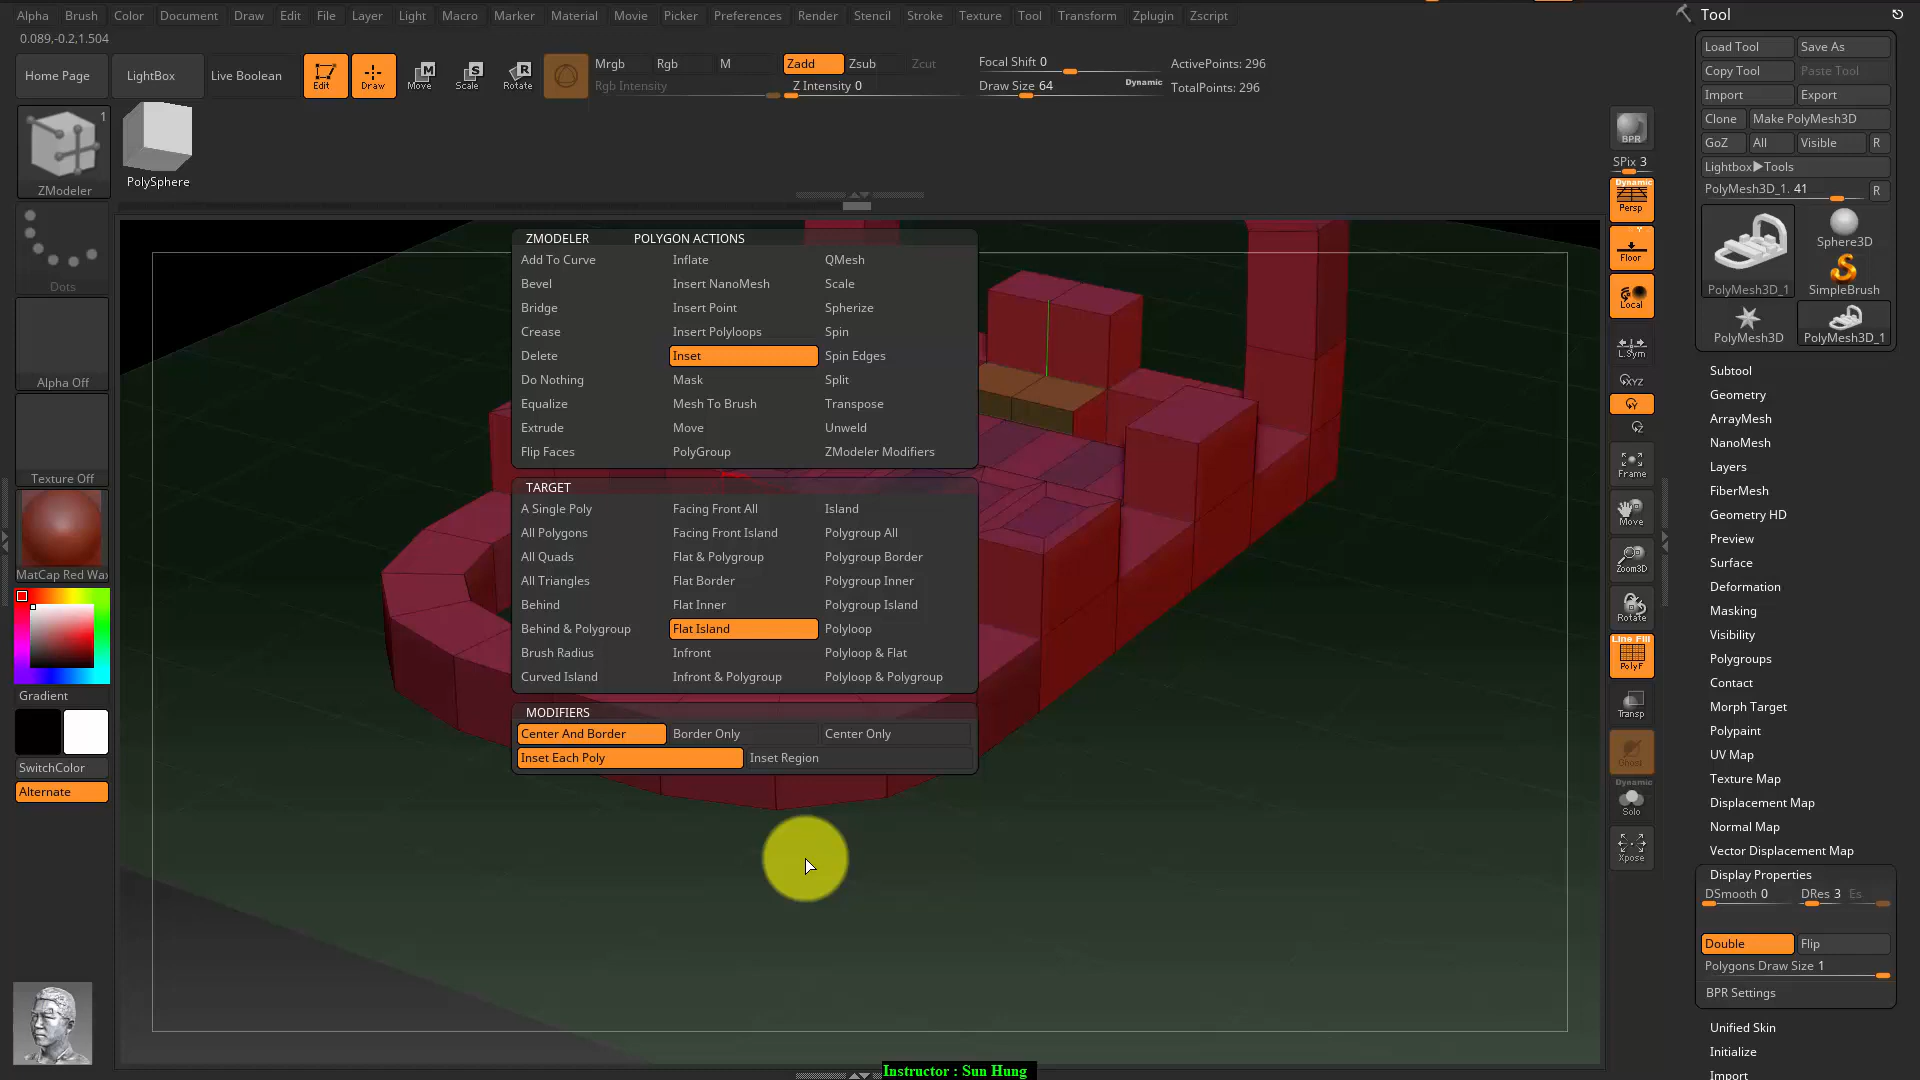 Alpha Brush Color Document Draw Edit File Layer Light Macro Marker Material Movie Picker Preferences Render Stencil Stroke Texture Tool Transform Zplugin Zscript
0.089,-0.2,1.504
Home Page LightBox Live Boolean Edit Draw Move Scale Rotate
Mrgb Rgb M Zadd Zsub Zcut
Rgb Intensity Z Intensity 0
Focal Shift 0
Draw Size 64 Dynamic
ActivePoints: 296
TotalPoints: 296
1
ZModeler
PolySphere
Dots
Alpha Off
Texture Off
MatCap Red Wax
Gradient
SwitchColor
Alternate
ZMODELER POLYGON ACTIONS
Add To Curve Inflate QMesh
Bevel Insert NanoMesh Scale
Bridge Insert Point Spherize
Crease Insert Polyloops Spin
Delete Inset Spin Edges
Do Nothing Mask Split
Equalize Mesh To Brush Transpose
Extrude Move Unweld
Flip Faces PolyGroup ZModeler Modifiers
TARGET
A Single Poly Facing Front All Island
All Polygons Facing Front Island Polygroup All
All Quads Flat & Polygroup Polygroup Border
All Triangles Flat Border Polygroup Inner
Behind Flat Inner Polygroup Island
Behind & Polygroup Flat Island Polyloop
Brush Radius Infront Polyloop & Flat
Curved Island Infront & Polygroup Polyloop & Polygroup
MODIFIERS
Center And Border Border Only Center Only
Inset Each Poly Inset Region
Instructor : Sun Hung
BPR
SPix 3
Dynamic
Persp
Floor
Local
L.Sym
XYZ
Y
Z
Frame
Move
Zoom3D
Rotate
Line Fill
PolyF
Transp
Ghost
Dynamic
Solo
Xpose
Tool
Load Tool Save As
Copy Tool Paste Tool
Import Export
Clone Make PolyMesh3D
GoZ All Visible R
Lightbox▶Tools
PolyMesh3D_1. 41 R
PolyMesh3D_1
Sphere3D
SimpleBrush
PolyMesh3D PolyMesh3D_1
Subtool
Geometry
ArrayMesh
NanoMesh
Layers
FiberMesh
Geometry HD
Preview
Surface
Deformation
Masking
Visibility
Polygroups
Contact
Morph Target
Polypaint
UV Map
Texture Map
Displacement Map
Normal Map
Vector Displacement Map
Display Properties
DSmooth 0 DRes 3 Es
Double Flip
Polygons Draw Size 1
BPR Settings
Unified Skin
Initialize
Import